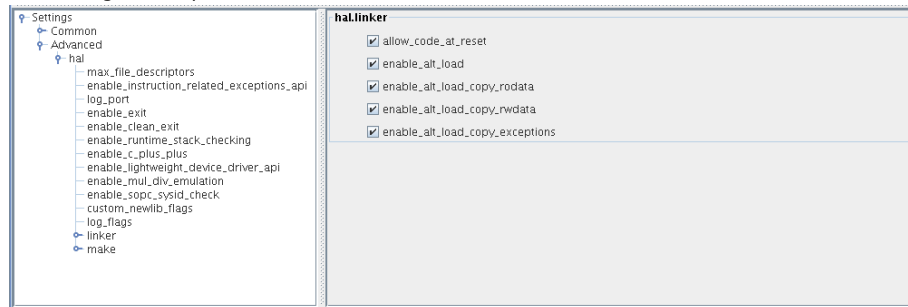 Settings
Common
Advanced
hal
max_file_descriptors
enable_instruction_related_exceptions_api
log_port
enable_exit
enable_clean_exit
enable_runtime_stack_checking
enable_c_plus_plus
enable_lightweight_device_driver_api
enable_mul_div_emulation
enable_sopc_sysid_check
custom_newlib_flags
log_flags
linker
make
hal.linker
allow_code_at_reset
enable_alt_load
enable_alt_load_copy_rodata
enable_alt_load_copy_rwdata
enable_alt_load_copy_exceptions